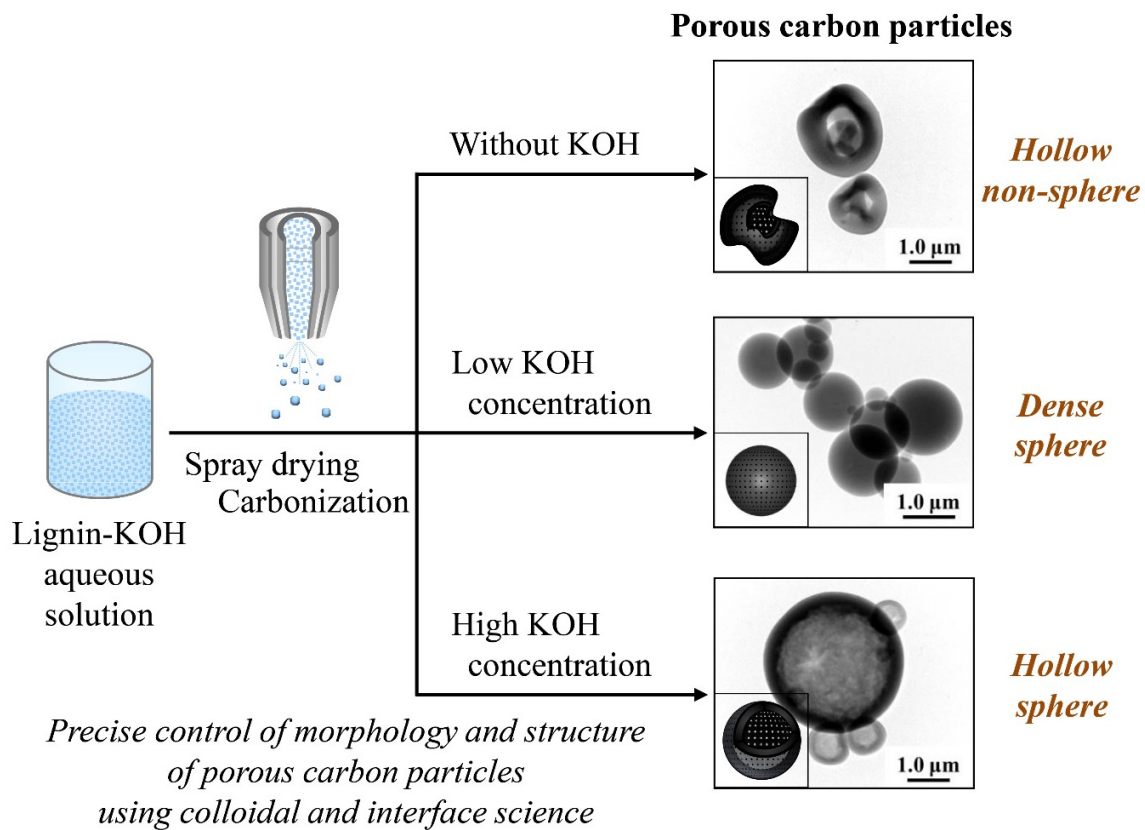 Porous carbon particles
Without KOH
Hollow
non-sphere
1.0 µm
Low KOH
concentration
Dense
sphere
1.0 µm
Spray drying
Carbonization
Lignin-KOH
aqueous
solution
High KOH
concentration
Hollow
sphere
1.0 µm
Precise control of morphology and structure
of porous carbon particles
using colloidal and interface science